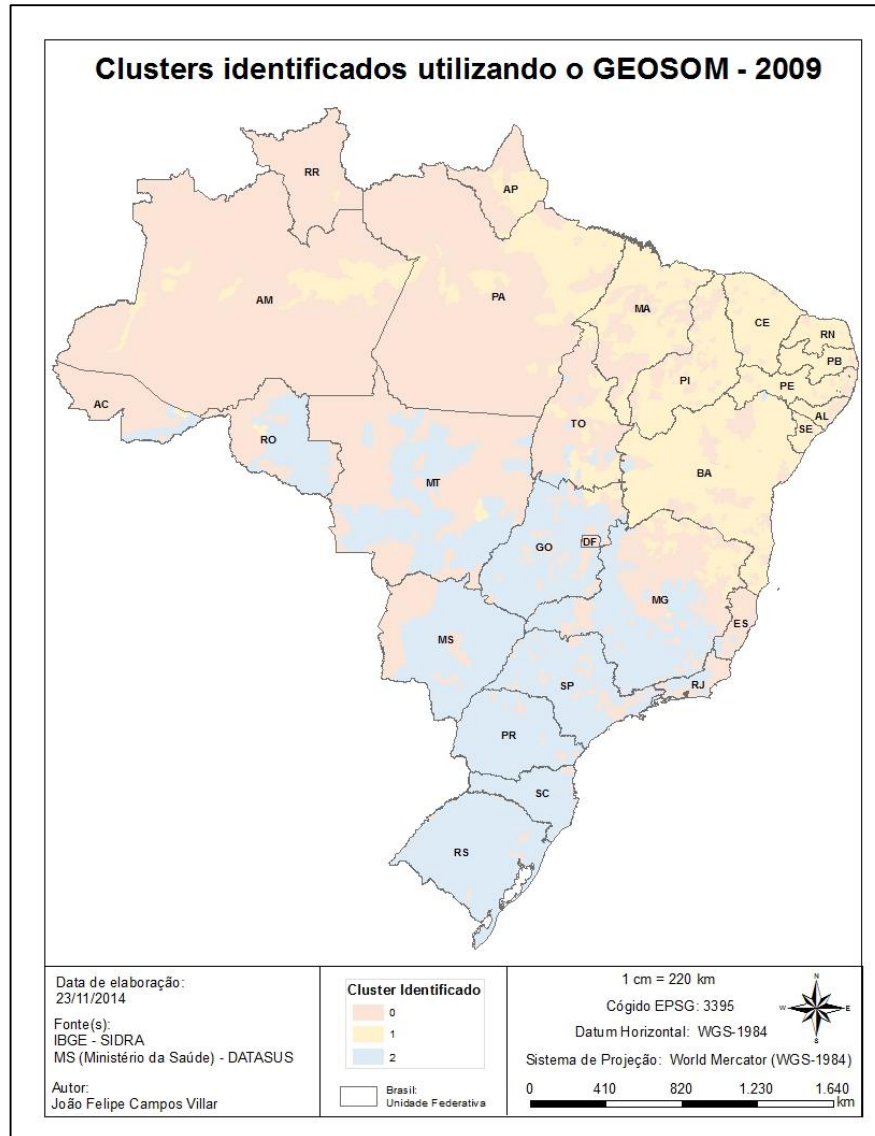 Clusters identificados utilizando o GEOSOM - 2009
RR
AP
AM
PA
MA
CE
RN
PB
PE
PI
AL
SE
AC
TO
RO
BA
MT
GO
DF
MG
ES
MS
SP
RJ
PR
SC
RS
Data de elaboração:
23/11/2014
Fonte(s):
IBGE - SIDRA
MS (Ministério da Saúde) - DATASUS
Autor:
João Felipe Campos Villar
Cluster Identificado
0
1
2
Brasil:
Unidade Federativa
1 cm = 220 km
Cógido EPSG: 3395
Datum Horizontal: WGS-1984
Sistema de Projeção: World Mercator (WGS-1984)
N
W
E
S
0 410 820 1.230 1.640
km